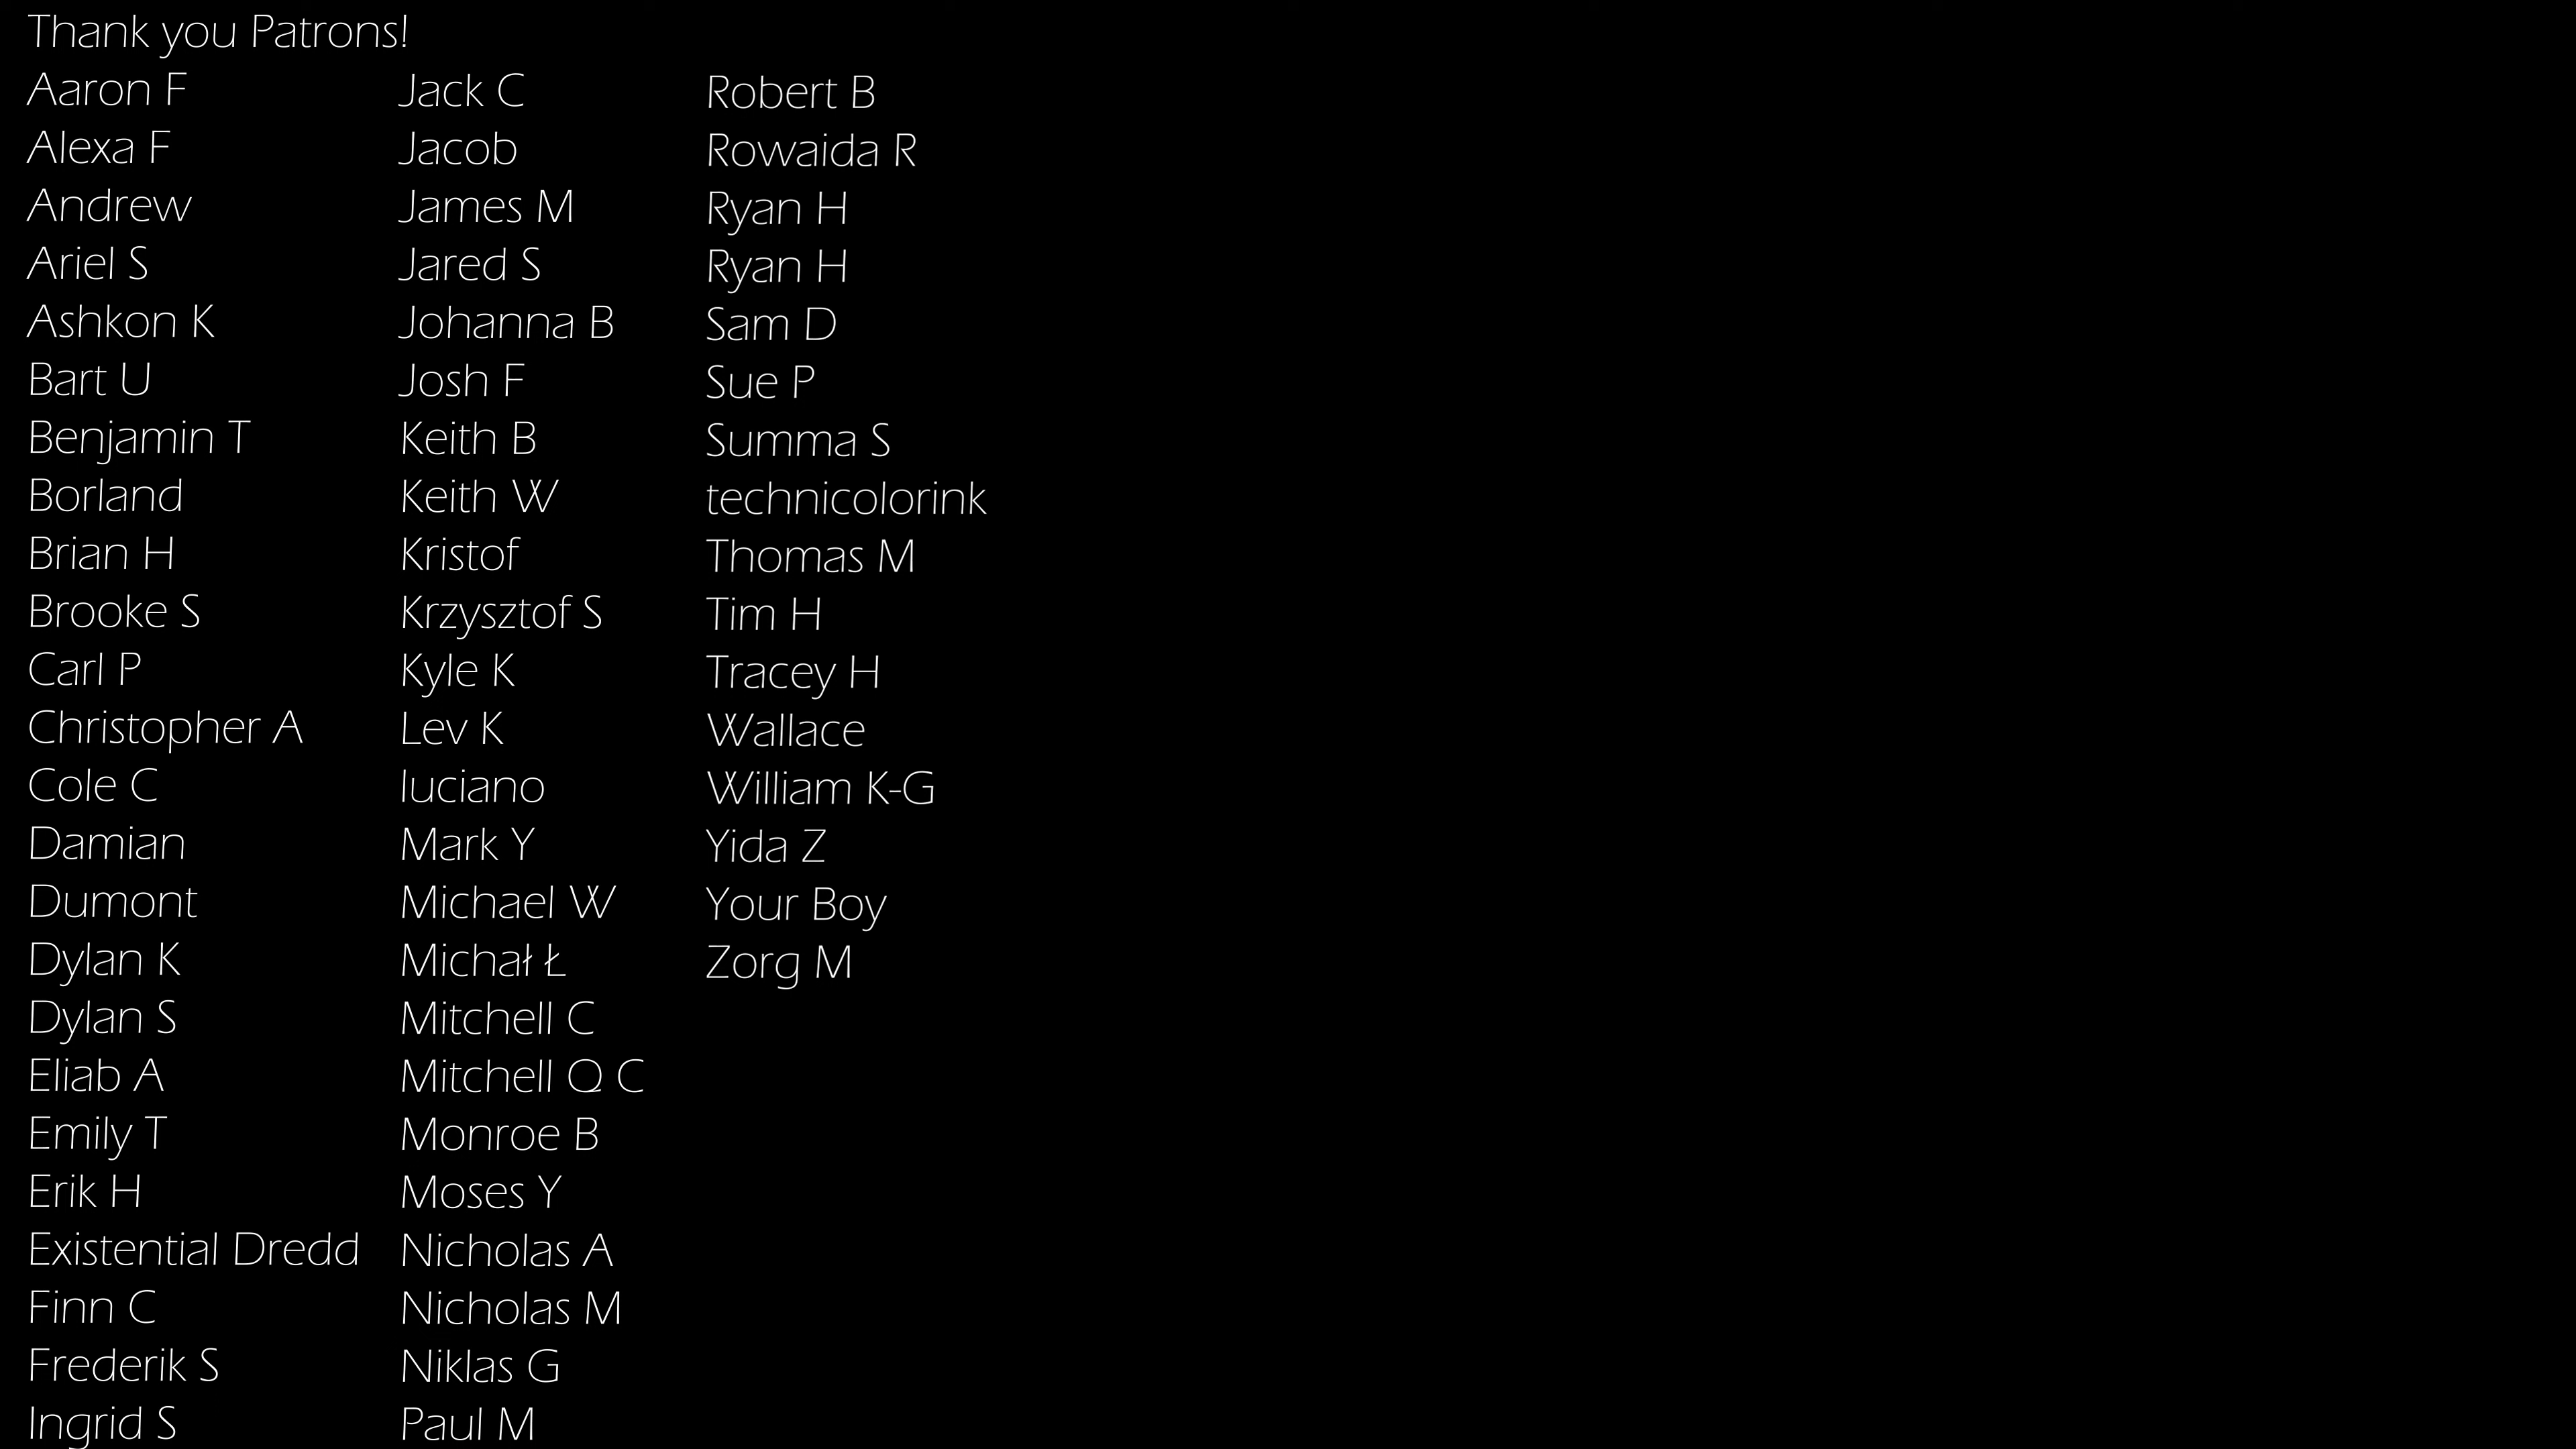 Thank you Patrons!
Aaron F
Alexa F
Andrew
Ariel S
Ashkon K
Bart U
Benjamin T
Borland
Brian H
Brooke S
Carl P
Christopher A
Cole C
Damian
Dumont
Dylan K
Dylan S
Eliab A
Emily T
Erik H
Existential Dredd
Finn C
Frederik S
Ingrid S
Jack C
Jacob
James M
Jared S
Johanna B
Josh F
Keith B
Keith W
Kristof
Krzysztof S
Kyle K
Lev K
luciano
Mark Y
Michael W
Michał Ł
Mitchell C
Mitchell Q C
Monroe B
Moses Y
Nicholas A
Nicholas M
Niklas G
Paul M
Robert B
Rowaida R
Ryan H
Ryan H
Sam D
Sue P
Summa S
technicolorink
Thomas M
Tim H
Tracey H
Wallace
William K-G
Yida Z
Your Boy
Zorg M